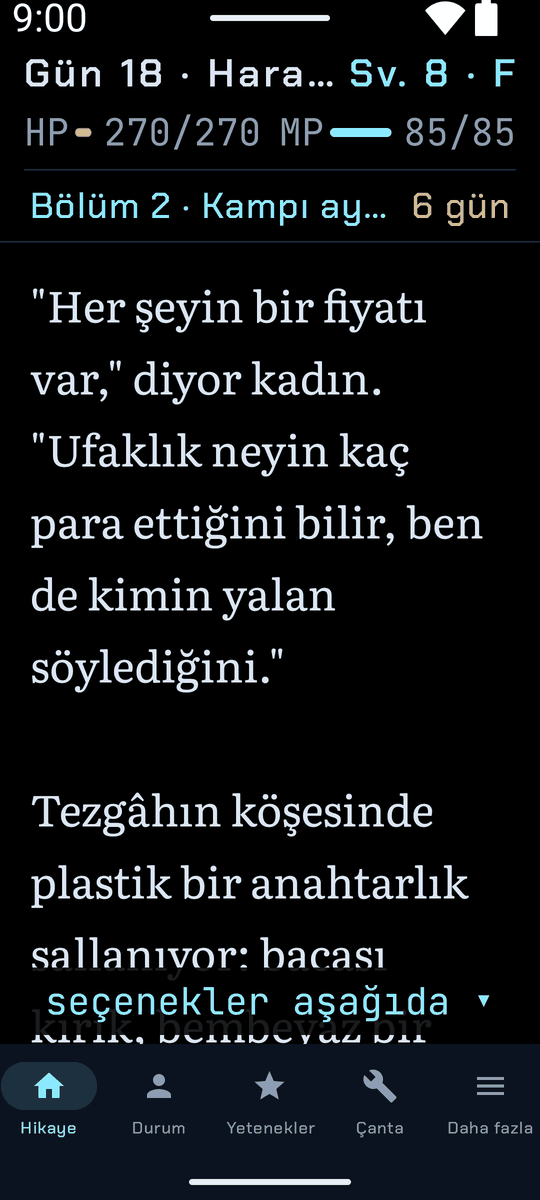 9:00
Gün 18 · Hara… Sv. 8 · F
HP 270/270 MP 85/85
Bölüm 2 · Kampı ay… 6 gün
"Her şeyin bir fiyatı
var," diyor kadın.
"Ufaklık neyin kaç
para ettiğini bilir, ben
de kimin yalan
söylediğini."
Tezgâhın köşesinde
plastik bir anahtarlık
sallanıyor: bacası
seçenekler aşağıda ▾
kırık, bembeyaz bir
Hikaye Durum Yetenekler Çanta Daha fazla